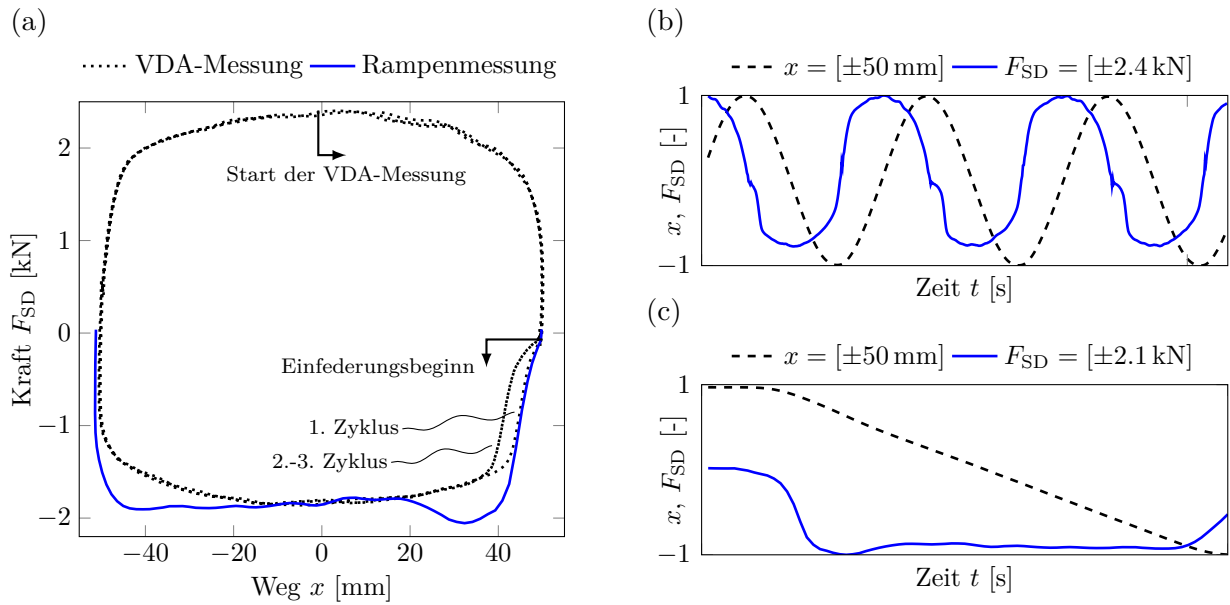 (a)
VDA-Messung Rampenmessung
2
1
0
−1
−2
−40 −20 0 20 40
Kraft F_SD [kN]
Weg x [mm]
Start der VDA-Messung
Einfederungsbeginn
1. Zyklus
2.-3. Zyklus
(b)
x = [±50 mm] F_SD = [±2.4 kN]
1
−1
x, F_SD [-]
Zeit t [s]
(c)
x = [±50 mm] F_SD = [±2.1 kN]
1
−1
x, F_SD [-]
Zeit t [s]